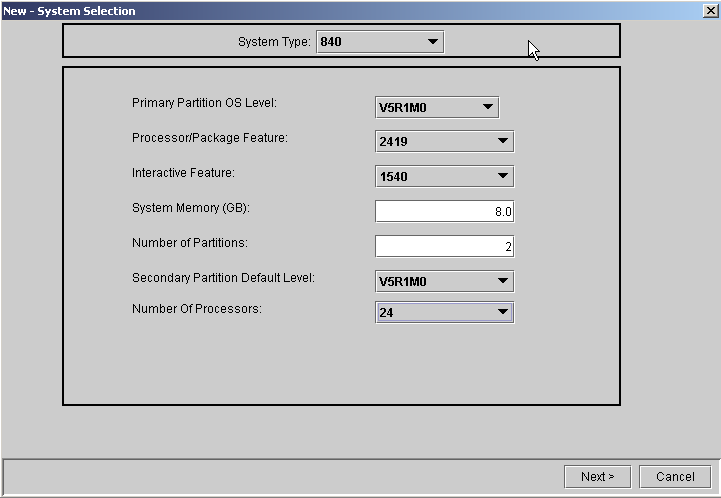 New - System Selection
System Type: 840
Primary Partition OS Level: V5R1M0
Processor/Package Feature: 2419
Interactive Feature: 1540
System Memory (GB): 8.0
Number of Partitions: 2
Secondary Partition Default Level: V5R1M0
Number Of Processors: 24
Next > Cancel